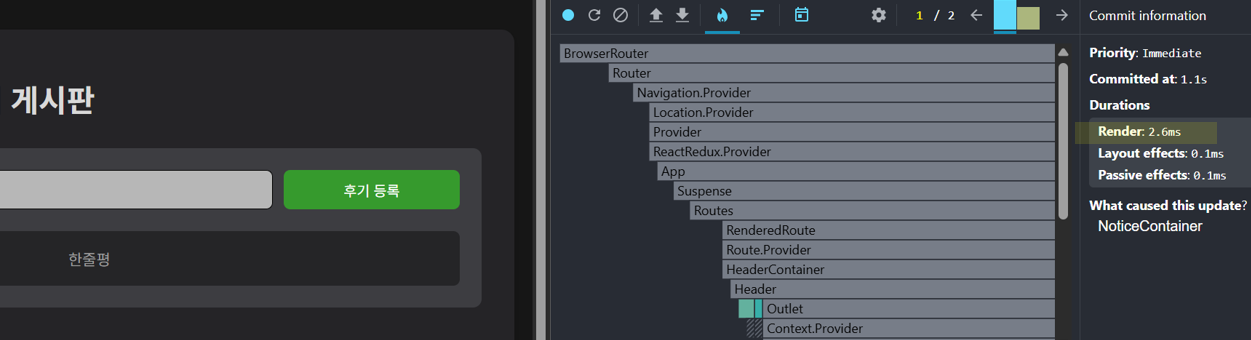 게시판
후기 등록
한줄평
1 / 2
BrowserRouter
Router
Navigation.Provider
Location.Provider
Provider
ReactRedux.Provider
App
Suspense
Routes
RenderedRoute
Route.Provider
HeaderContainer
Header
Outlet
Context.Provider
Commit information
Priority: Immediate
Committed at: 1.1s
Durations
Render: 2.6ms
Layout effects: 0.1ms
Passive effects: 0.1ms
What caused this update?
NoticeContainer